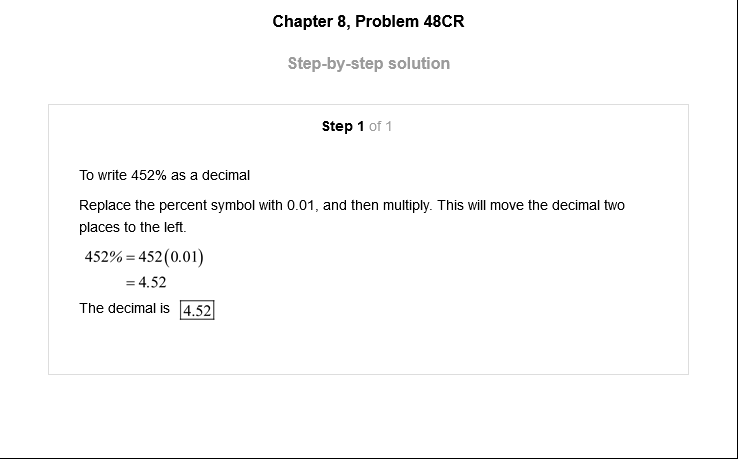 Chapter 8, Problem 48CR
Step-by-step solution
Step 1 of 1
To write 452% as a decimal
Replace the percent symbol with 0.01, and then multiply. This will move the decimal two
places to the left.
452% = 452(0.01)
= 4.52
The decimal is 4.52